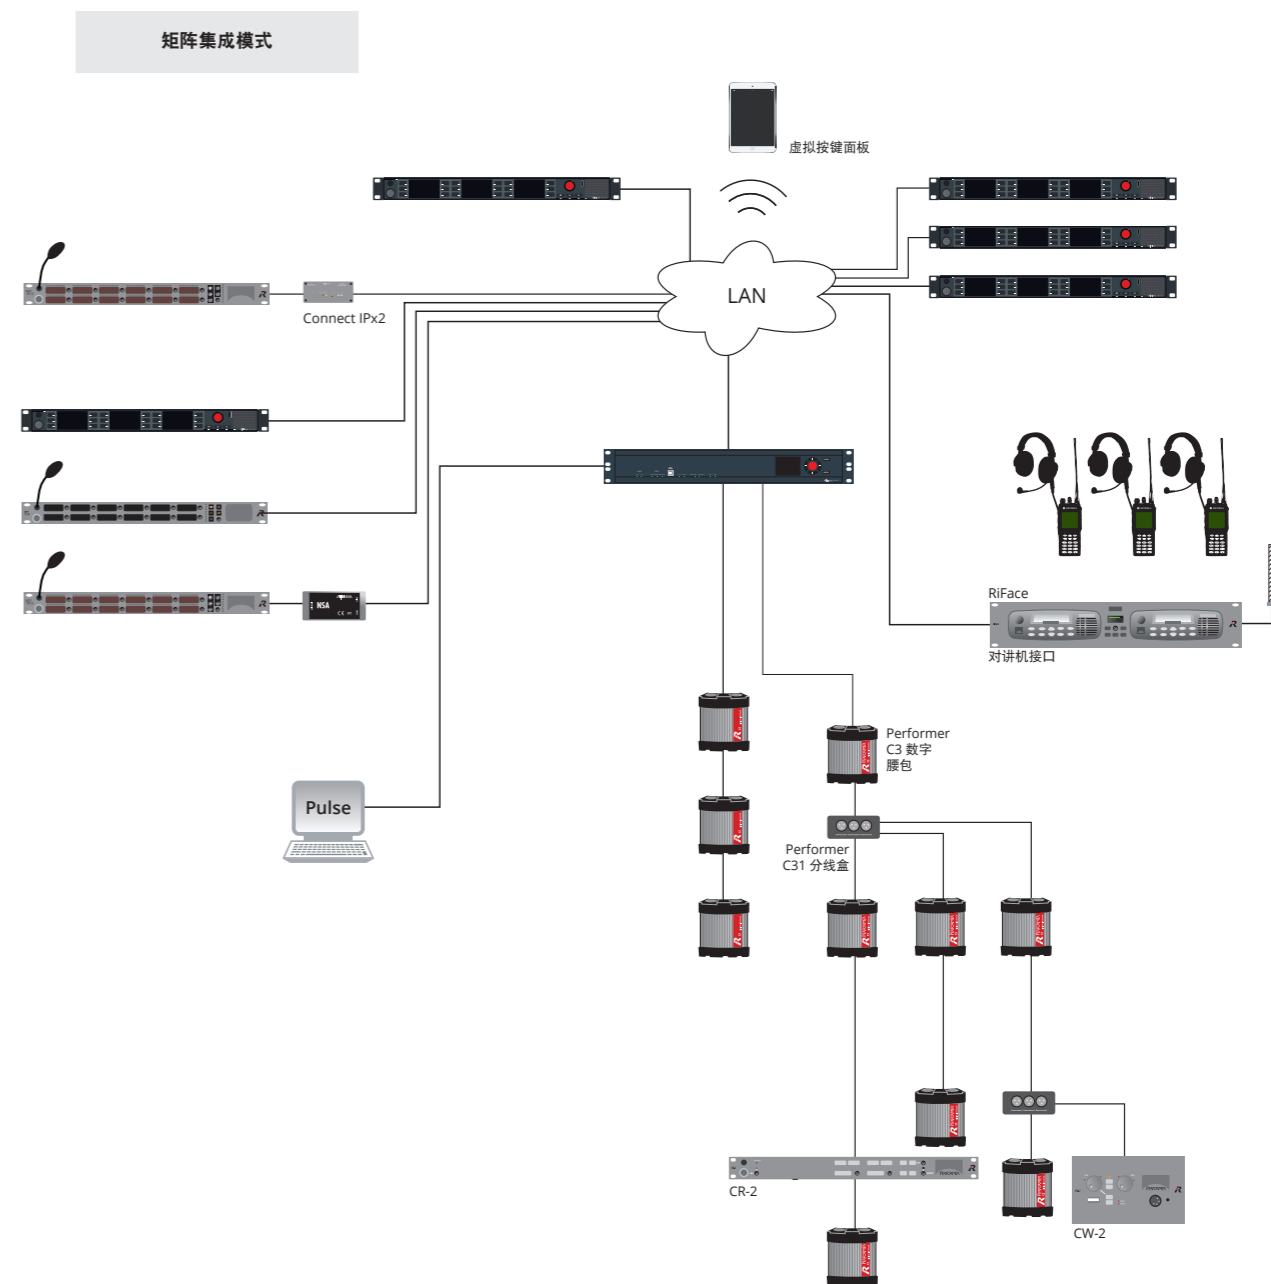 矩阵集成模式
虚拟按键面板
LAN
Connect IPx2
NSA
RiFace
对讲机接口
Performer
C3 数字
腰包
Pulse
Performer
C31 分线盒
CR-2
CW-2